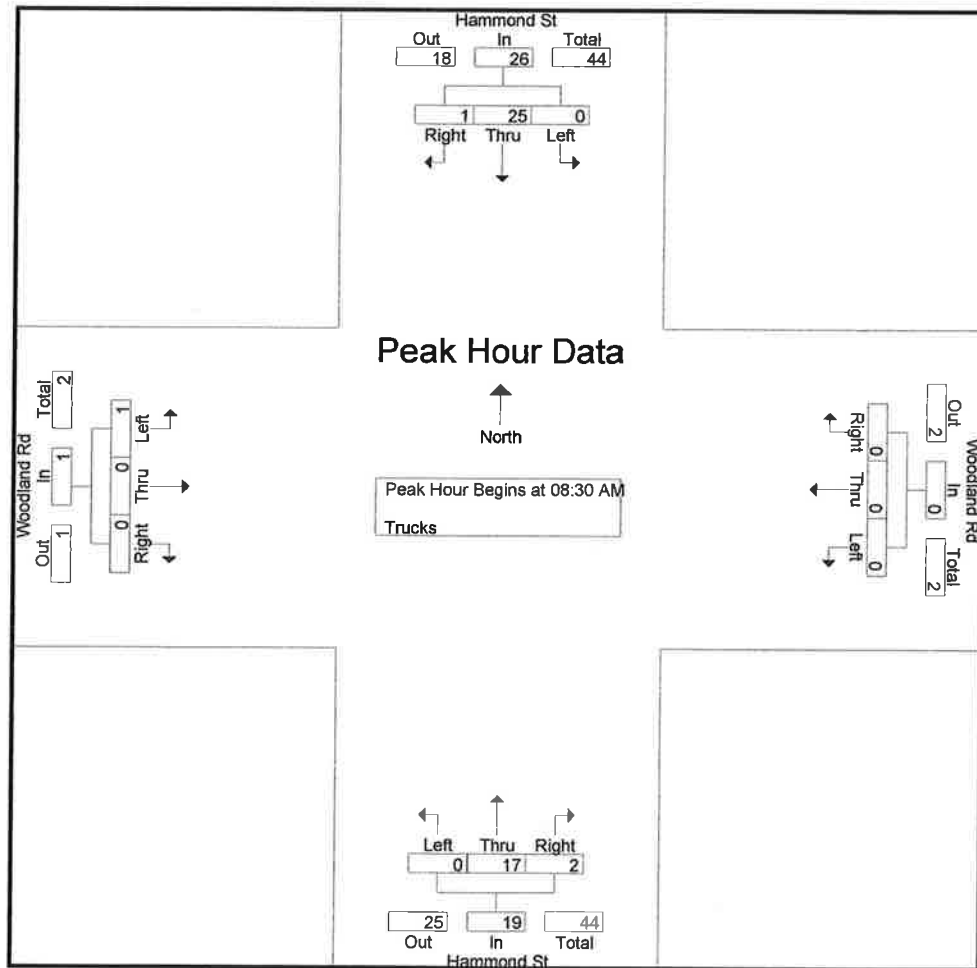 Hammond St
Out In Total
18 26 44
1 25 0
Right Thru Left
Peak Hour Data
North
Peak Hour Begins at 08:30 AM
Trucks
Woodland Rd
Out In Total
1 1 2
1 0 0
Left Thru Right
Woodland Rd
Out In Total
2 0 2
0 0 0
Right Thru Left
Left Thru Right
0 17 2
25 19 44
Out In Total
Hammond St